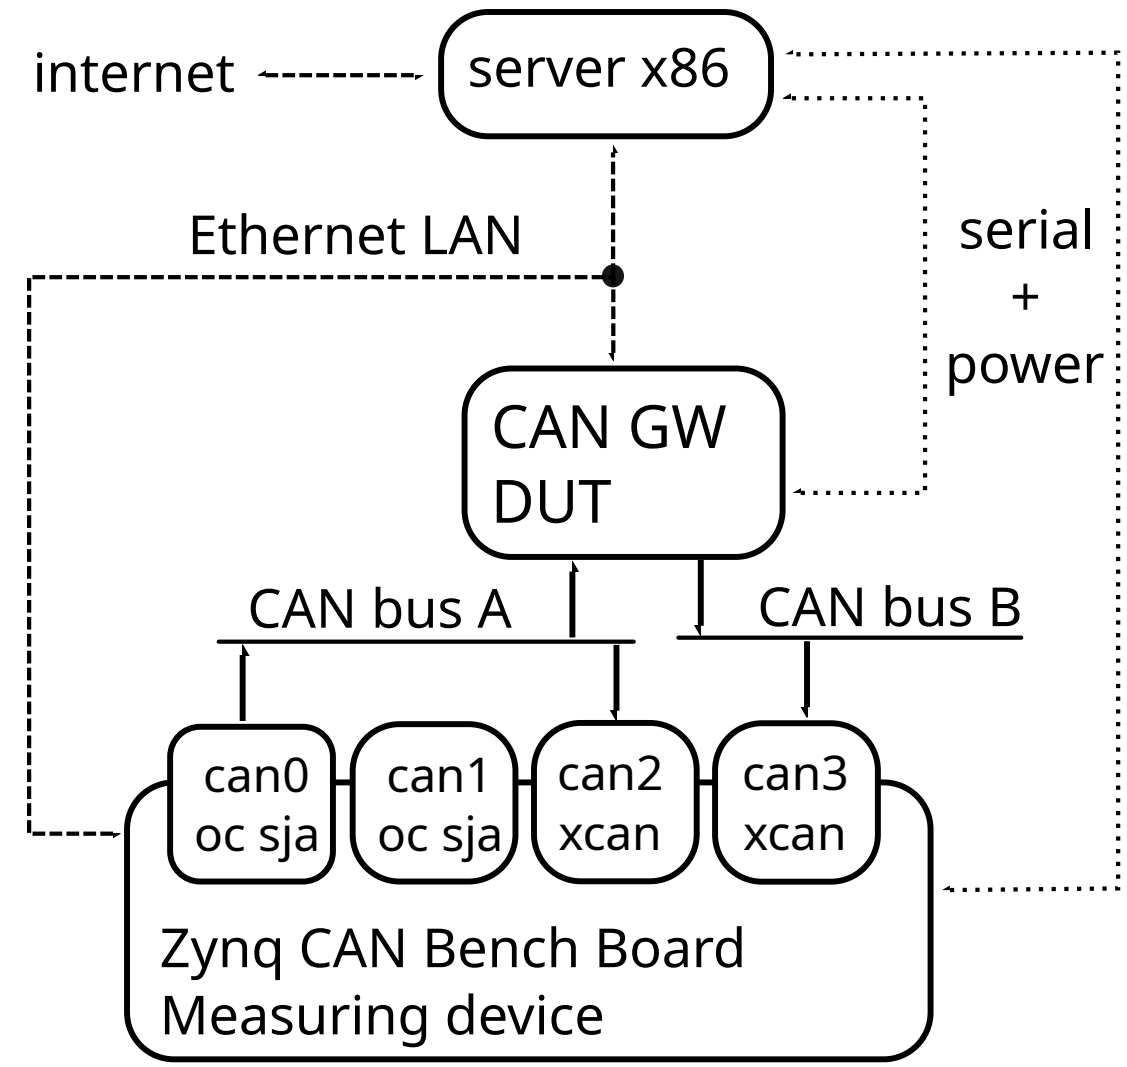 internet
server x86
Ethernet LAN
serial
+
power
CAN GW
DUT
CAN bus A
CAN bus B
can0
oc sja
can1
oc sja
can2
xcan
can3
xcan
Zynq CAN Bench Board
Measuring device